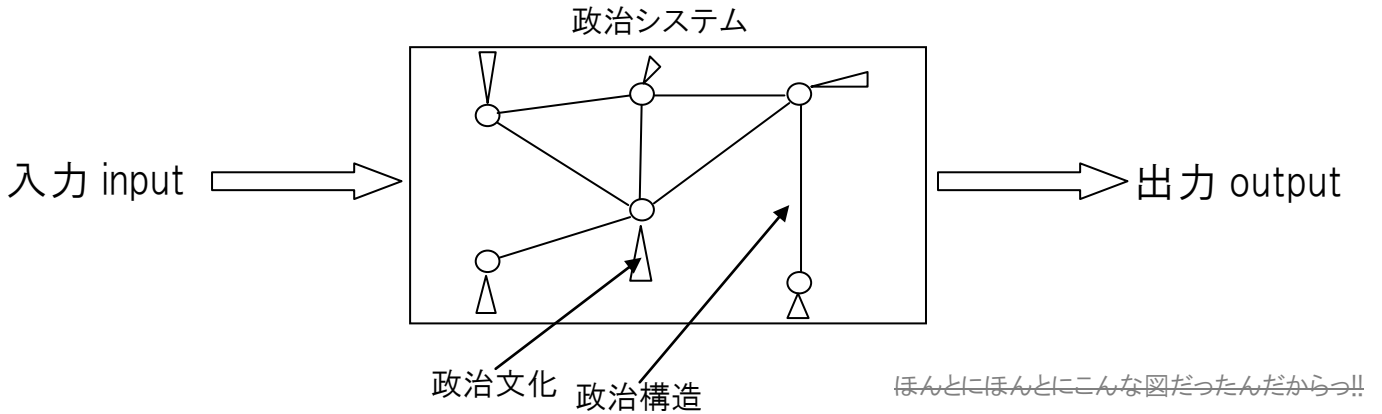 政治システム
入力 input
出力 output
政治文化
政治構造
ほんとにほんとにこんな図だったんだからっ!!